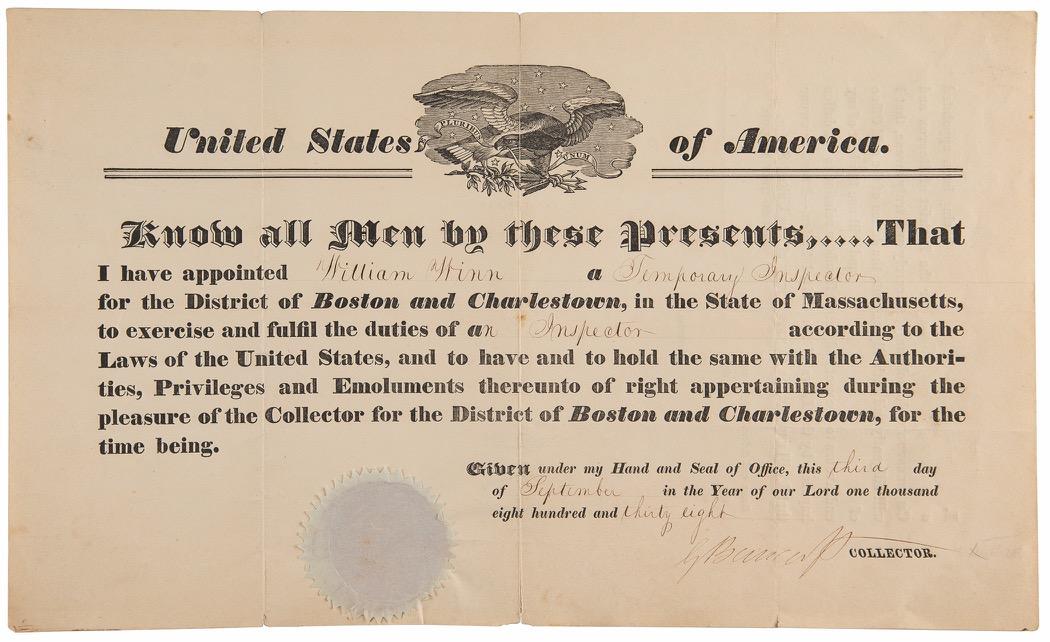 United States of America.
PLURIBUS UNUM
Know all Men by these Presents,.....That
I have appointed William Winn a Temporary Inspector
for the District of Boston and Charlestown, in the State of Massachusetts,
to exercise and fulfil the duties of an Inspector according to the
Laws of the United States, and to have and to hold the same with the Authori-
ties, Privileges and Emoluments thereunto of right appertaining during the
pleasure of the Collector for the District of Boston and Charlestown, for the
time being.
Given under my Hand and Seal of Office, this third day
of September in the Year of our Lord one thousand
eight hundred and thirty eight
G Bancroft COLLECTOR.